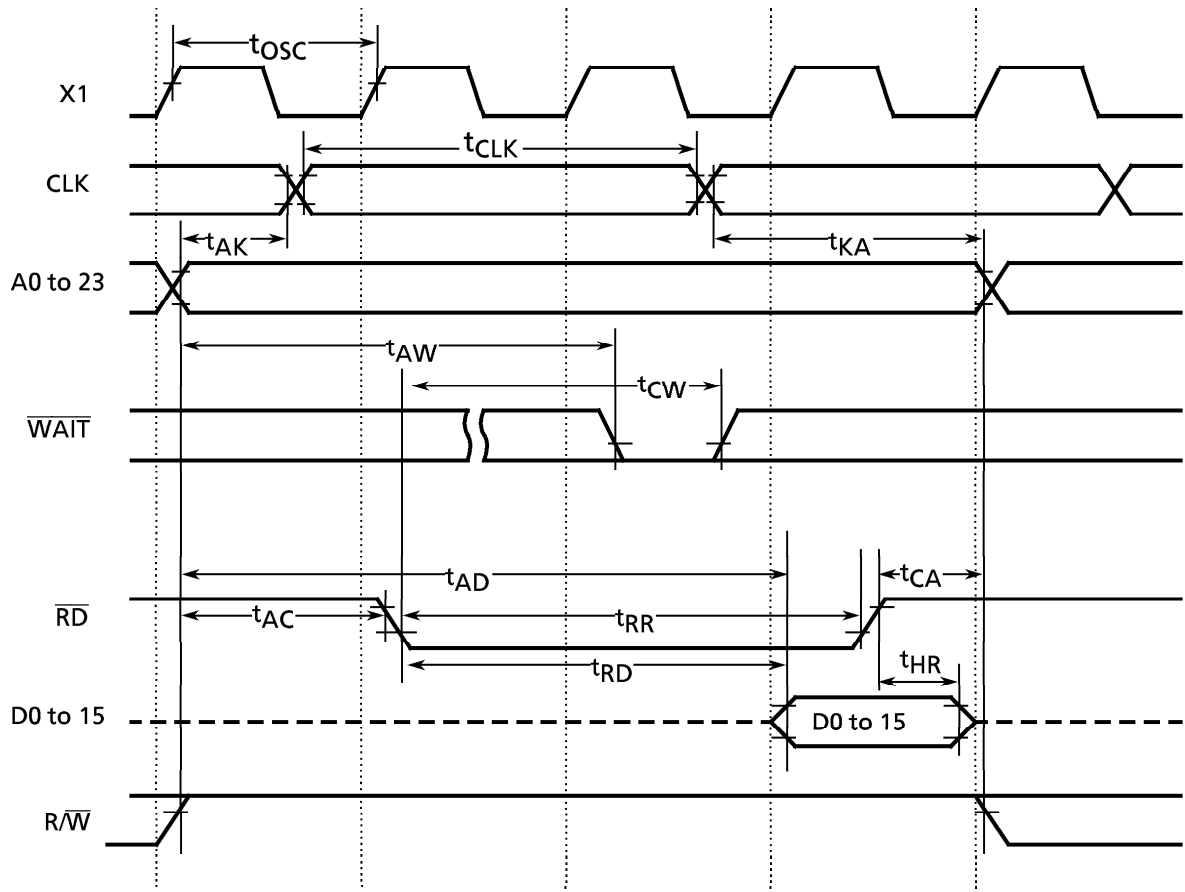 tOSC
X1
tCLK
CLK
tAK
tKA
A0 to 23
tAW
tCW
WAIT
tAD
tCA
RD
tAC
tRR
tRD
tHR
D0 to 15
D0 to 15
R/W